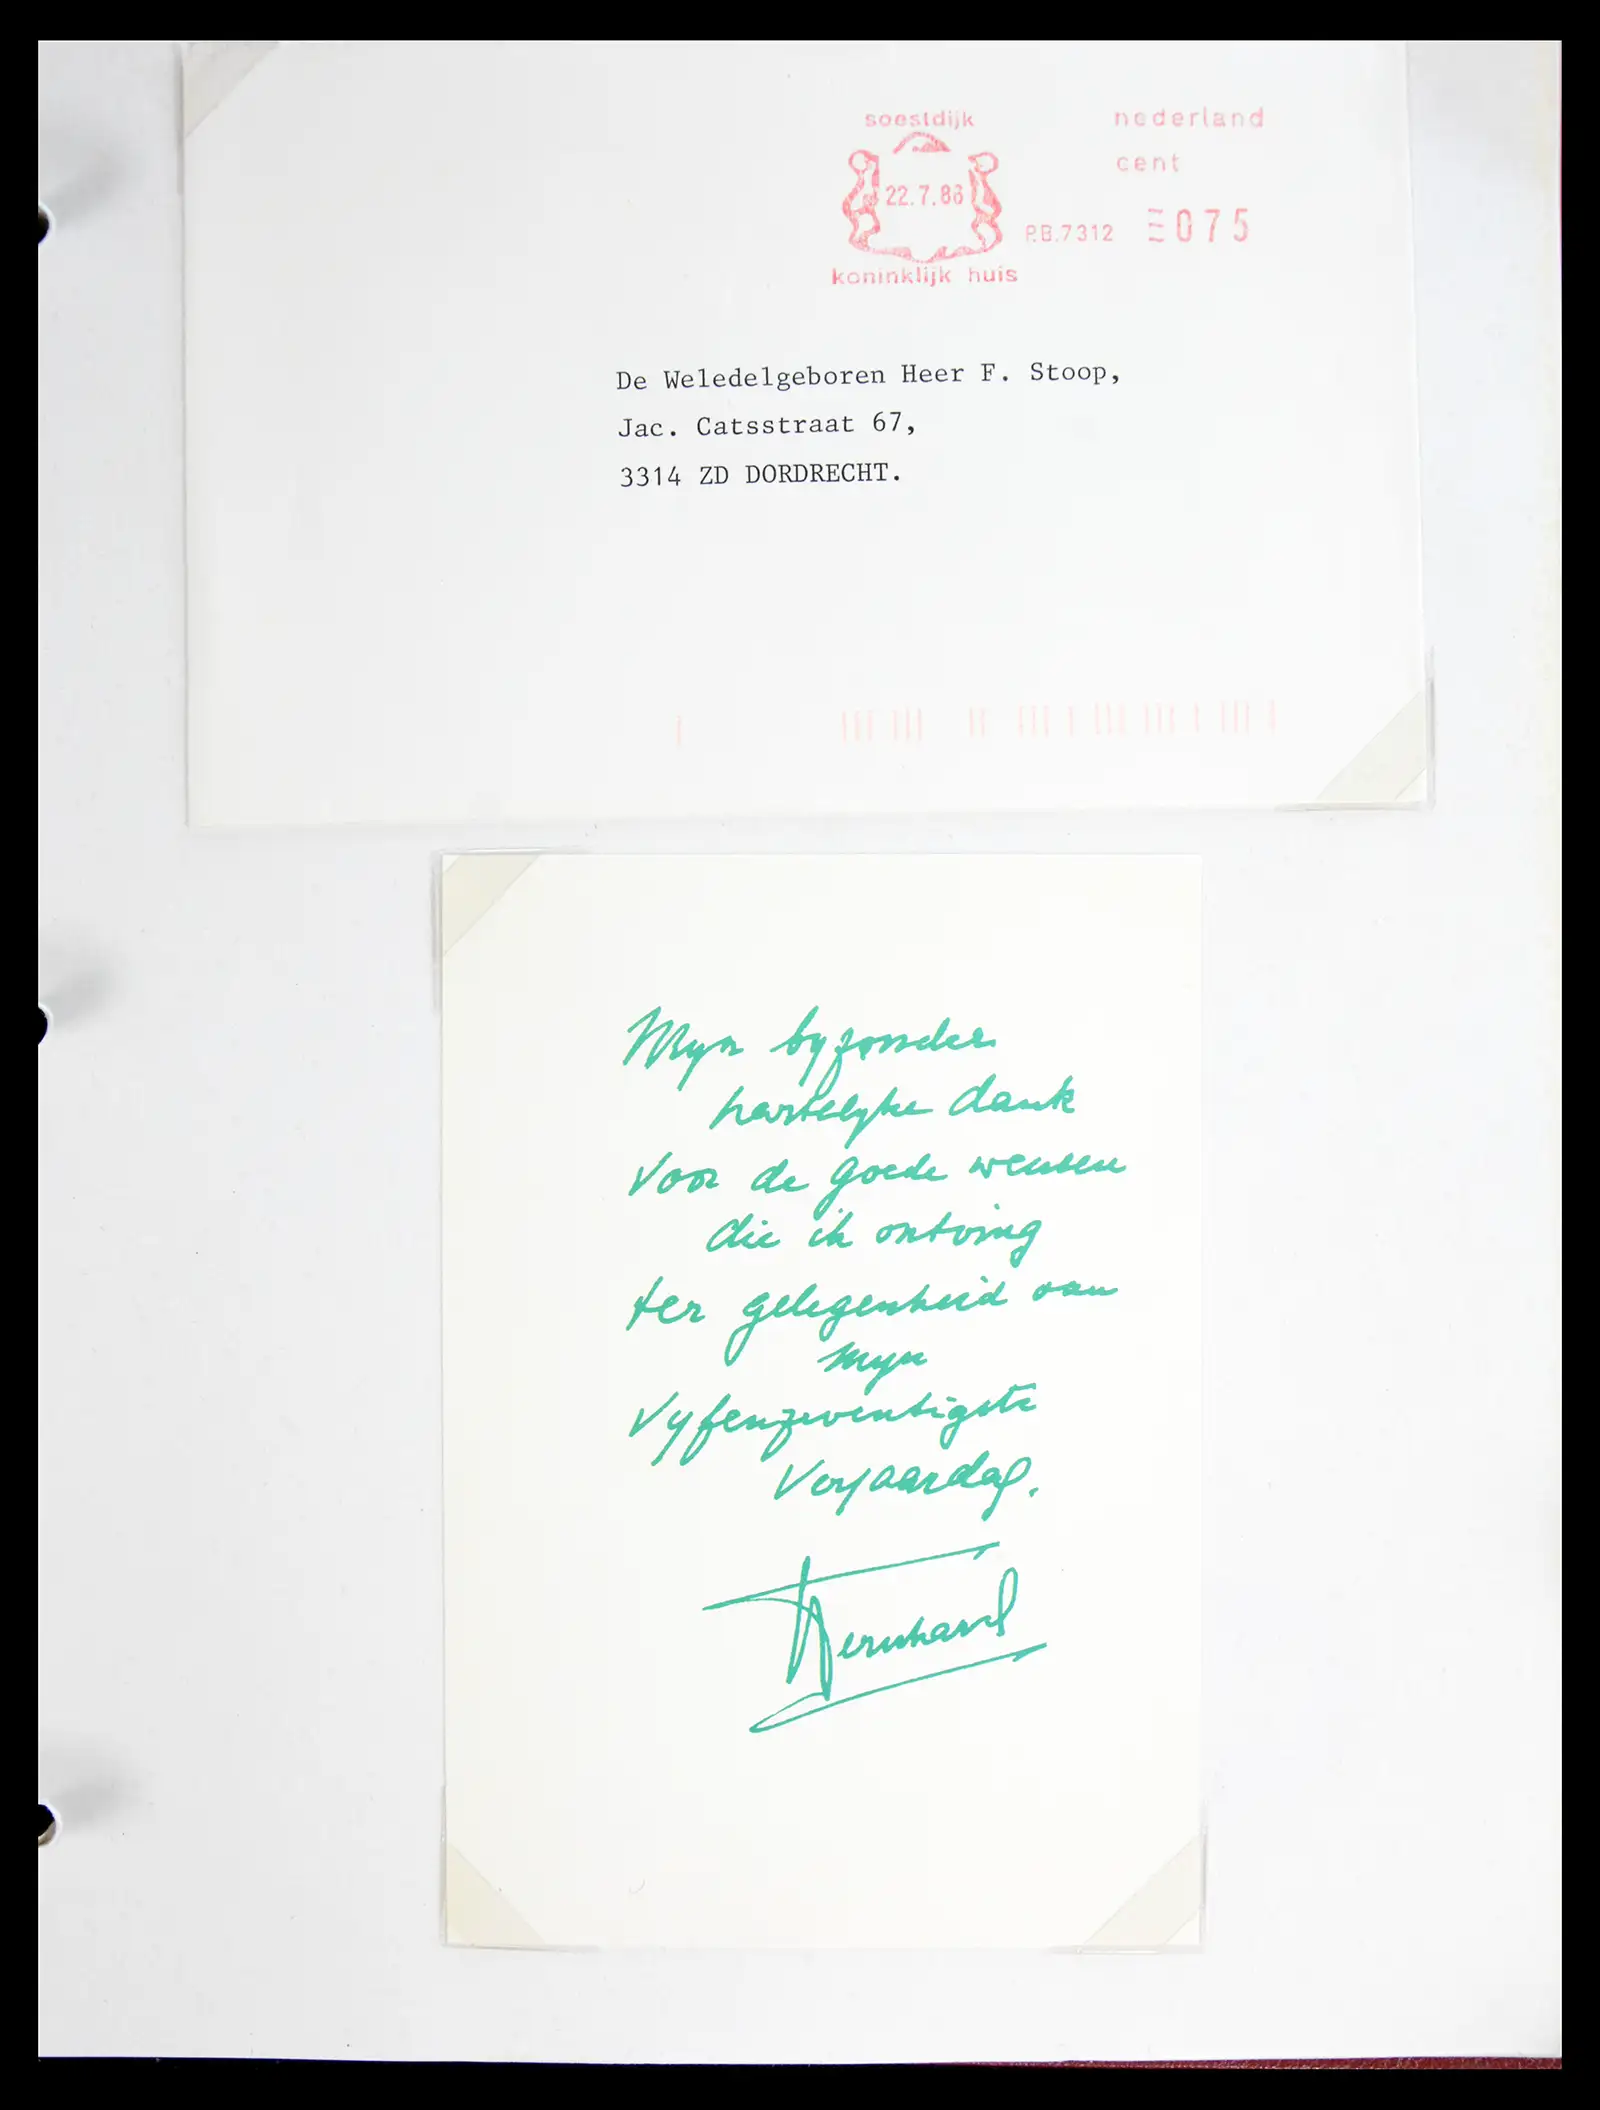 soestdijk
nederland
cent
22.7.86
P.B.7312 075
koninklijk huis
De Weledelgeboren Heer F. Stoop,
Jac. Catsstraat 67,
3314 ZD DORDRECHT.
Myn byzonder
hartelyke dank
voor de goede wensen
die ik ontving
ter gelegenheid van
myn
vyfenzeventigste
verjaardag.
Bernhard